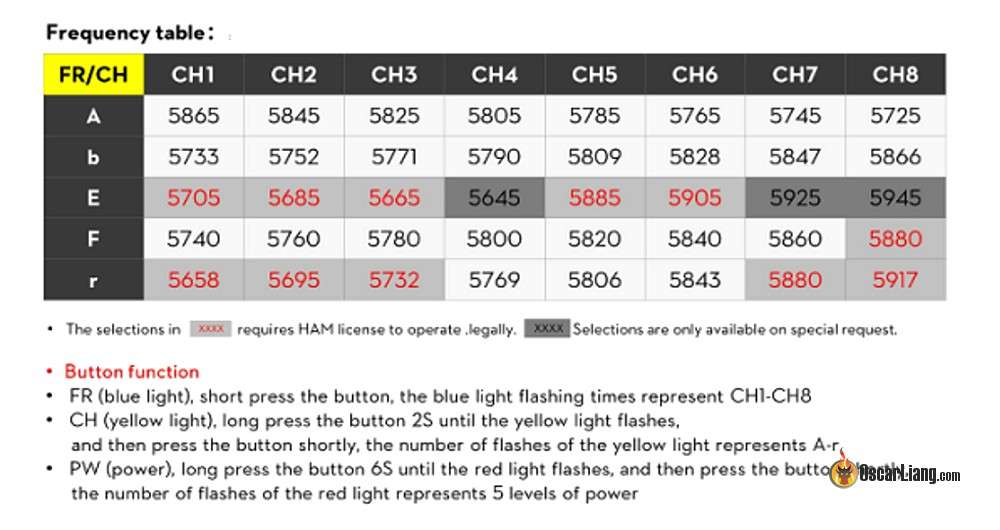 Frequency table：
FR/CH CH1 CH2 CH3 CH4 CH5 CH6 CH7 CH8
A 5865 5845 5825 5805 5785 5765 5745 5725
b 5733 5752 5771 5790 5809 5828 5847 5866
E 5705 5685 5665 5645 5885 5905 5925 5945
F 5740 5760 5780 5800 5820 5840 5860 5880
r 5658 5695 5732 5769 5806 5843 5880 5917
• The selections in xxxx requires HAM license to operate .legally. XXXX Selections are only available on special request.
• Button function
• FR (blue light), short press the button, the blue light flashing times represent CH1-CH8
• CH (yellow light), long press the button 2S until the yellow light flashes,
and then press the button shortly, the number of flashes of the yellow light represents A-r,
• PW (power), long press the button 6S until the red light flashes, and then press the
the number of flashes of the red light represents 5 levels of power
OscarLiang.com